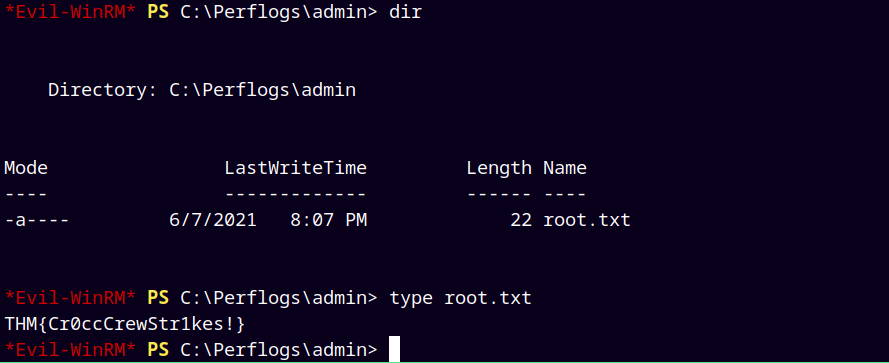 *Evil-WinRM* PS C:\Perflogs\admin> dir
Directory: C:\Perflogs\admin
Mode                LastWriteTime         Length Name
----                -------------         ------ ----
-a----         6/7/2021   8:07 PM             22 root.txt
*Evil-WinRM* PS C:\Perflogs\admin> type root.txt
THM{Cr0ccCrewStr1kes!}
*Evil-WinRM* PS C:\Perflogs\admin>